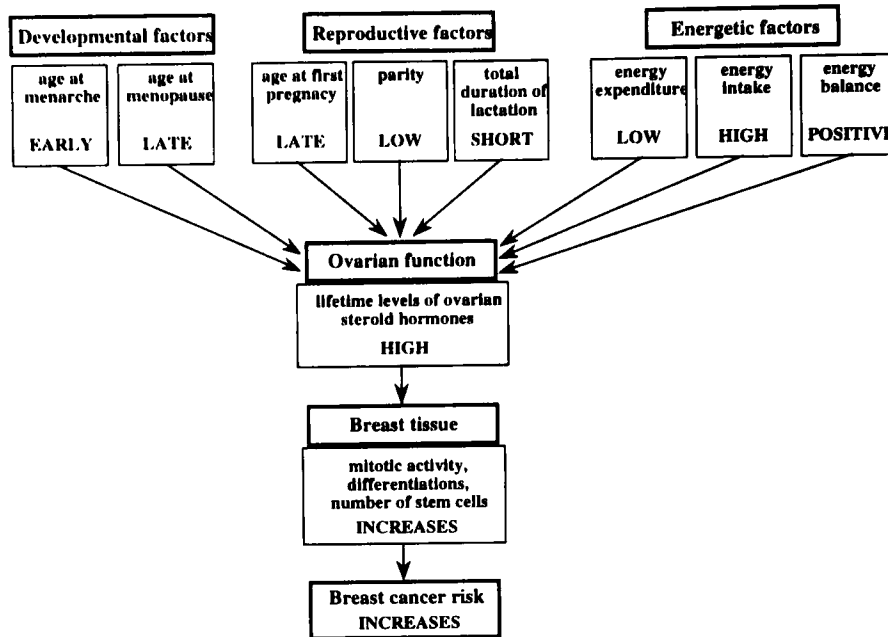 Developmental factors
Reproductive factors
Energetic factors
age at
menarche
EARLY
age at
menopause
LATE
age at first
pregnacy
LATE
parity
LOW
total
duration of
lactation
SHORT
energy
expenditure
LOW
energy
intake
HIGH
energy
balance
POSITIVE
Ovarian function
lifetime levels of ovarian
steroid hormones
HIGH
Breast tissue
mitotic activity,
differentiations,
number of stem cells
INCREASES
Breast cancer risk
INCREASES